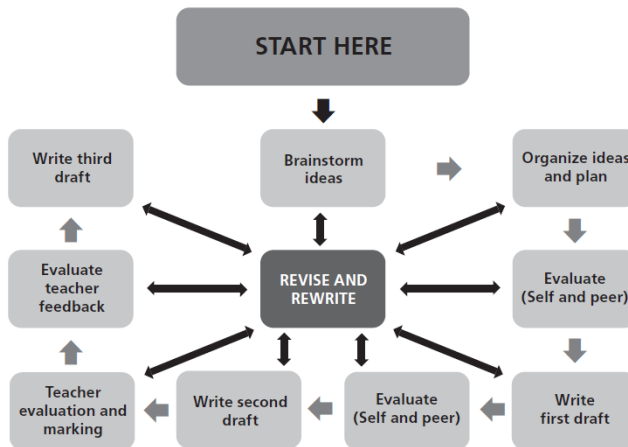 START HERE
Brainstorm
ideas
Organize ideas
and plan
Evaluate
(Self and peer)
Write
first draft
Evaluate
(Self and peer)
Write second
draft
Teacher
evaluation and
marking
Evaluate
teacher
feedback
Write third
draft
REVISE AND
REWRITE